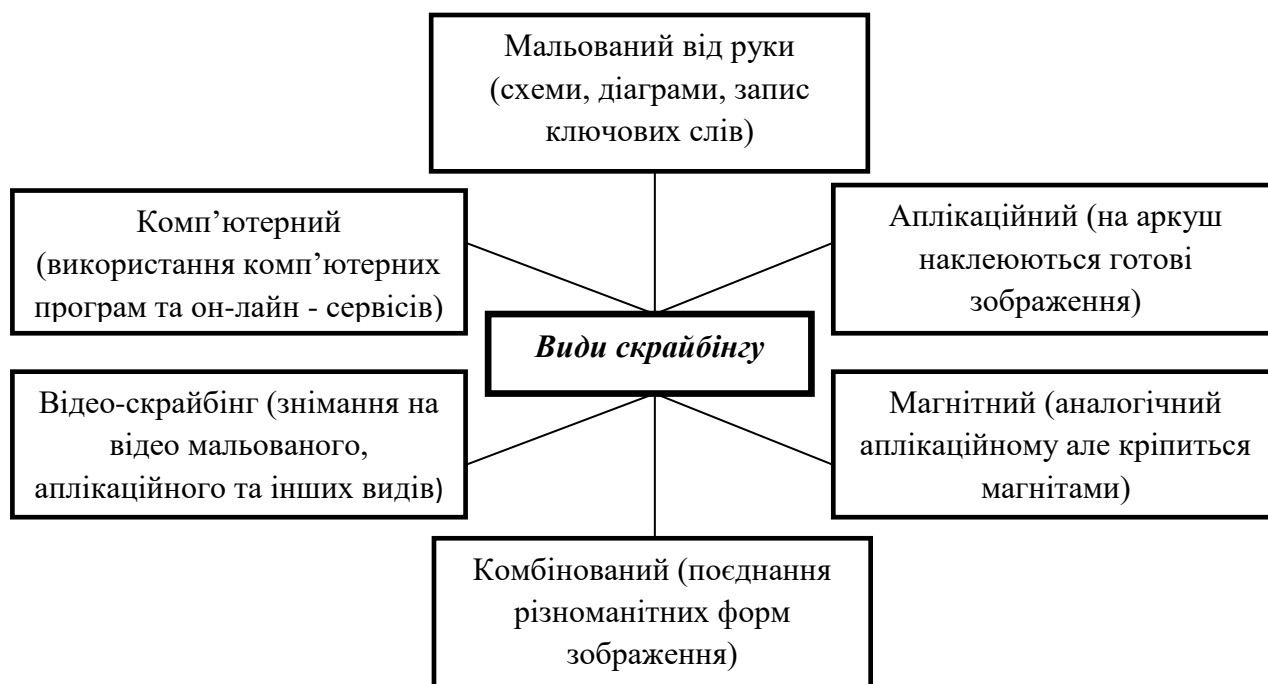 Мальований від руки
(схеми, діаграми, запис
ключових слів)
Комп’ютерний
(використання комп’ютерних
програм та он-лайн - сервісів)
Аплікаційний (на аркуш
наклеюються готові
зображення)
Види скрайбінгу
Відео-скрайбінг (знімання на
відео мальованого,
аплікаційного та інших видів)
Магнітний (аналогічний
аплікаційному але кріпиться
магнітами)
Комбінований (поєднання
різноманітних форм
зображення)